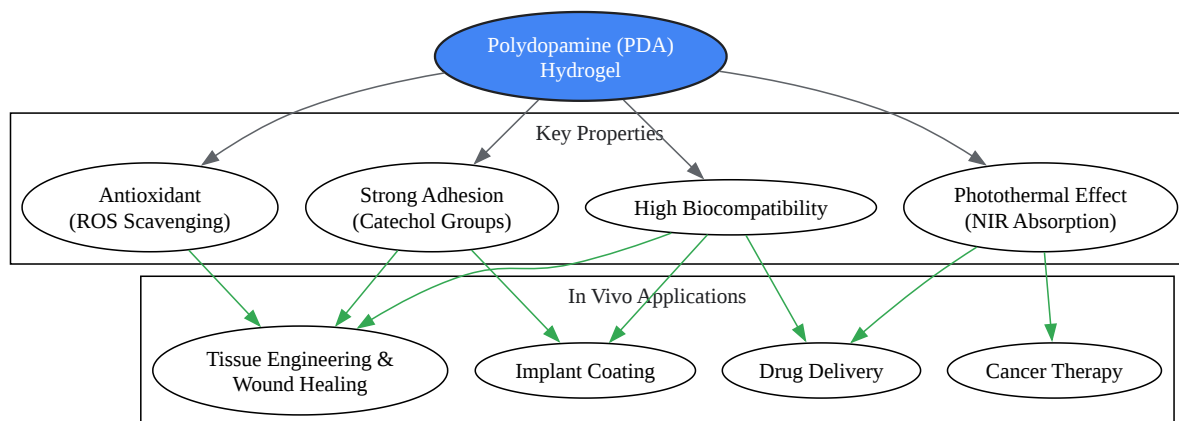 Polydopamine (PDA)
Hydrogel
Key Properties
Antioxidant
(ROS Scavenging)
Strong Adhesion
(Catechol Groups)
High Biocompatibility
Photothermal Effect
(NIR Absorption)
In Vivo Applications
Tissue Engineering &
Wound Healing
Implant Coating
Drug Delivery
Cancer Therapy